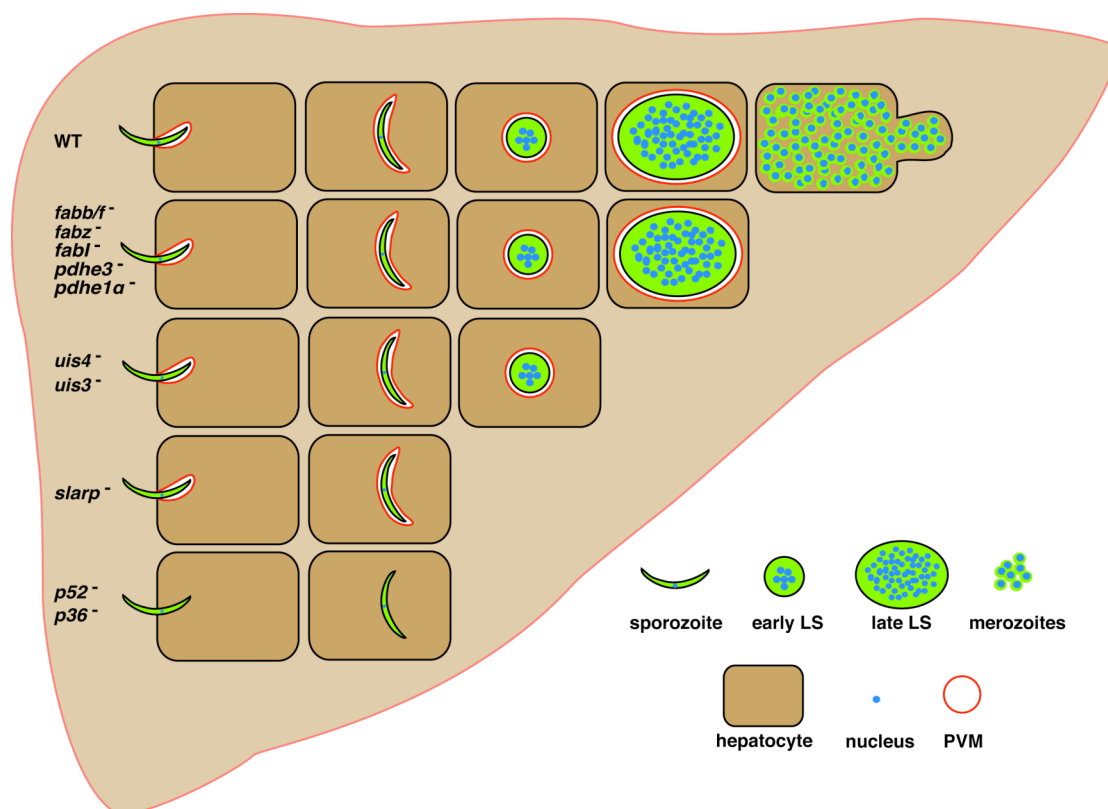 WT
fabb/f -
fabz -
fabI -
pdhe3 -
pdhe1α -
uis4 -
uis3 -
slarp -
p52 -
p36 -
sporozoite early LS late LS merozoites
hepatocyte nucleus PVM